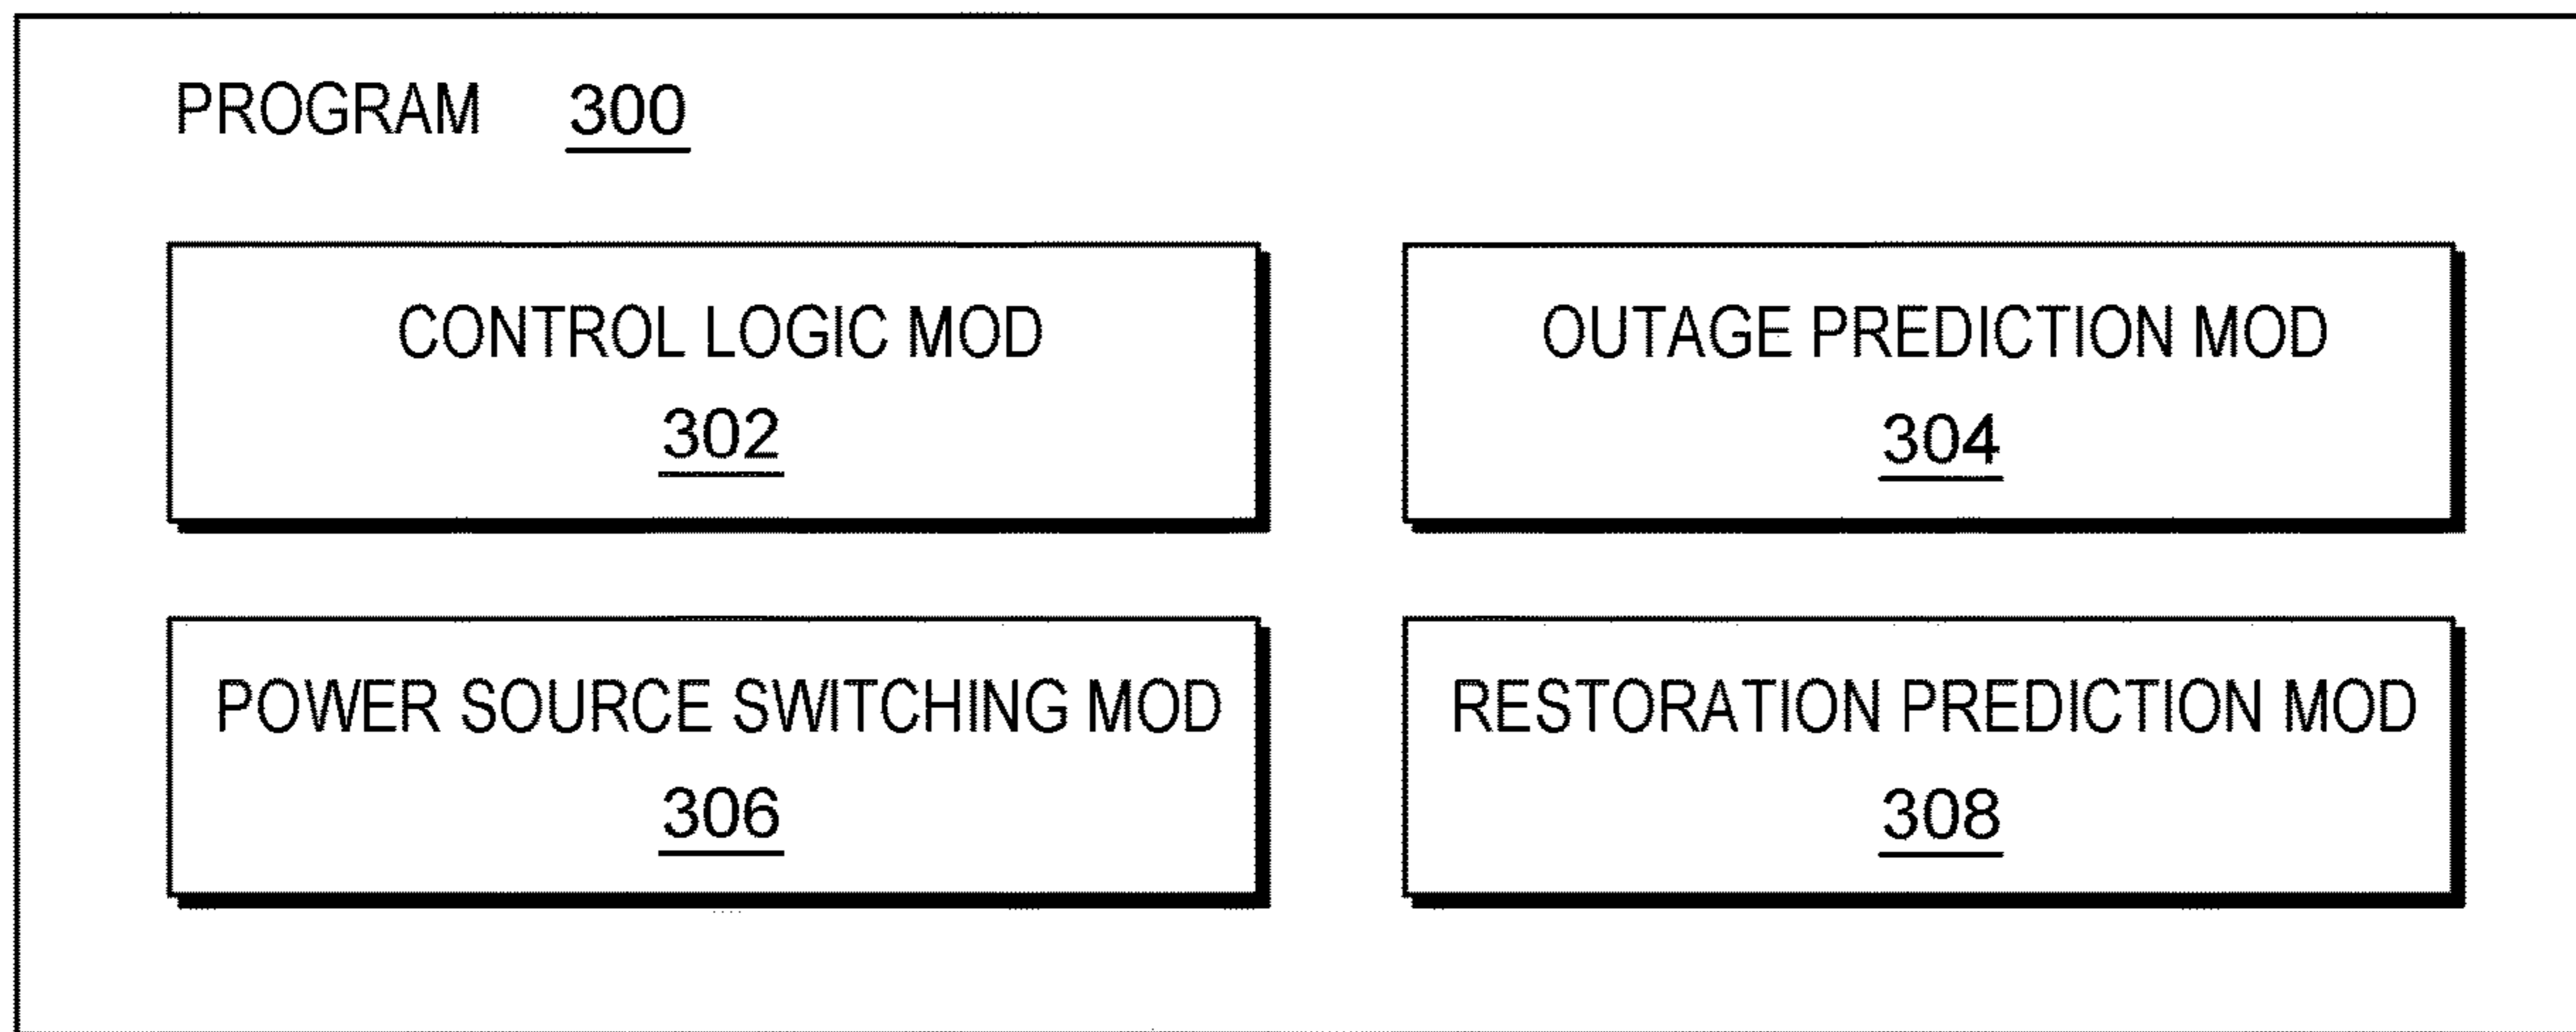 PROGRAM 300
CONTROL LOGIC MOD
302
OUTAGE PREDICTION MOD
304
POWER SOURCE SWITCHING MOD
306
RESTORATION PREDICTION MOD
308